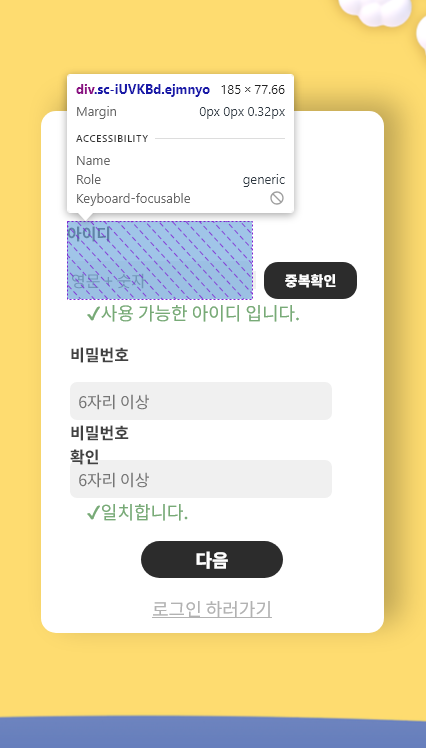 div.sc-iUVKBd.ejmnyo 185 × 77.66
Margin 0px 0px 0.32px
ACCESSIBILITY
Name
Role generic
Keyboard-focusable
아이디
영문 + 숫자
중복확인
✓사용 가능한 아이디 입니다.
비밀번호
6자리 이상
비밀번호
확인
6자리 이상
✓일치합니다.
다음
로그인 하러가기